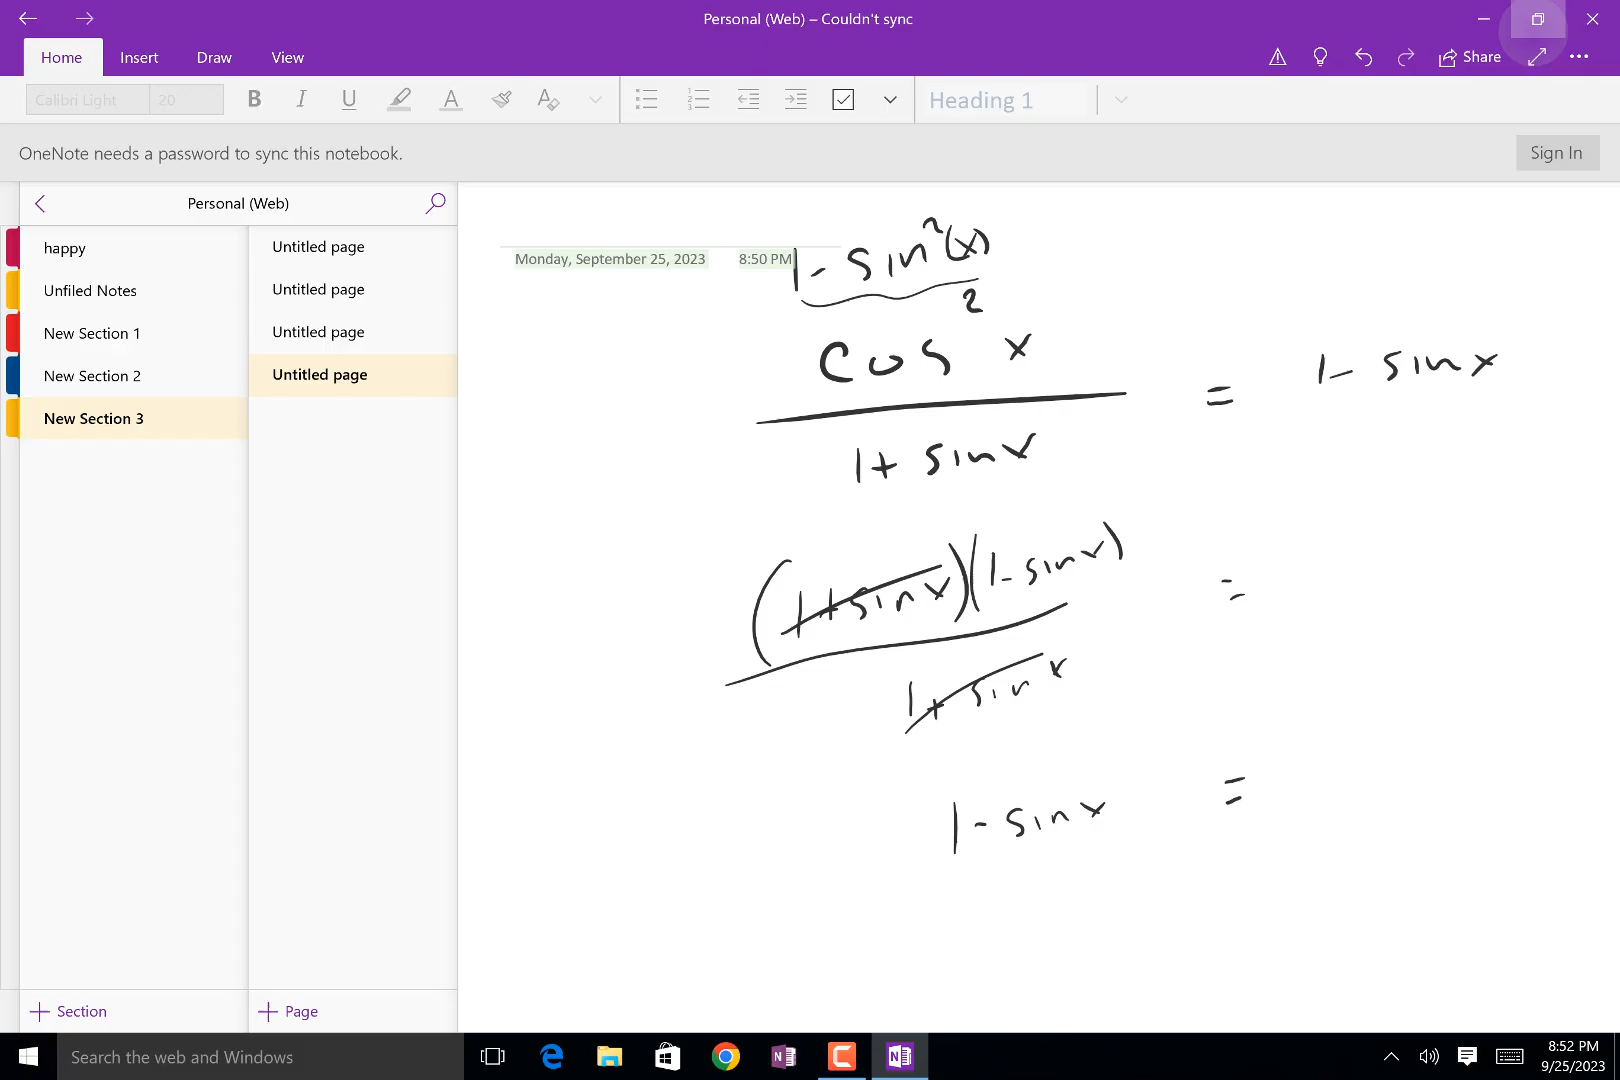 Personal (Web) – Couldn't sync
Home Insert Draw View Share
Calibri Light 20 B I U A Heading 1
OneNote needs a password to sync this notebook. Sign In
Personal (Web)
happy
Unfiled Notes
New Section 1
New Section 2
New Section 3
Untitled page
Untitled page
Untitled page
Untitled page
Monday, September 25, 2023 8:50 PM
1 - sin²(x)
cos² x
= 1 - sin x
1 + sin x
(1 + sin x)(1 - sin x)
=
1 + sin x
1 - sin x =
+ Section
+ Page
Search the web and Windows
8:52 PM
9/25/2023